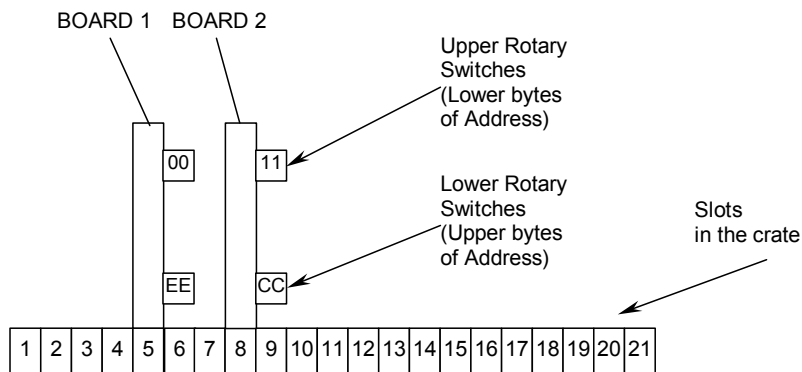 BOARD 1 BOARD 2
Upper Rotary
Switches
(Lower bytes
of Address)
00 11
Lower Rotary
Switches
(Upper bytes
of Address)
Slots
in the crate
EE CC
1 2 3 4 5 6 7 8 9 10 11 12 13 14 15 16 17 18 19 20 21